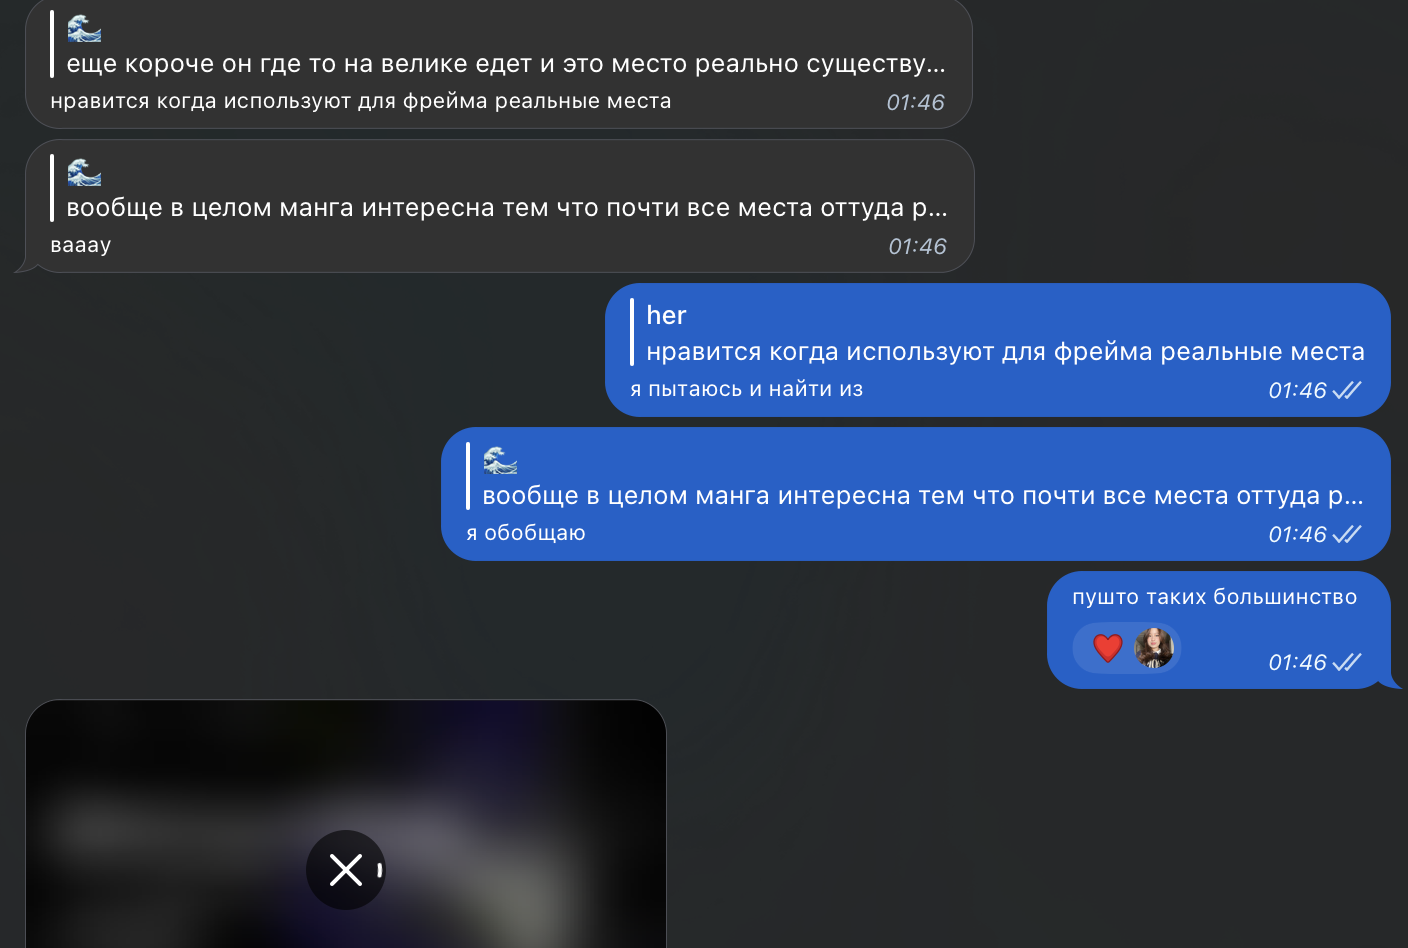 🌊
еще короче он где то на велике едет и это место реально существу...
нравится когда используют для фрейма реальные места 01:46
🌊
вообще в целом манга интересна тем что почти все места оттуда р...
вааау 01:46
her
нравится когда используют для фрейма реальные места
я пытаюсь и найти из 01:46
🌊
вообще в целом манга интересна тем что почти все места оттуда р...
я обобщаю 01:46
пушто таких большинство
❤️ 01:46